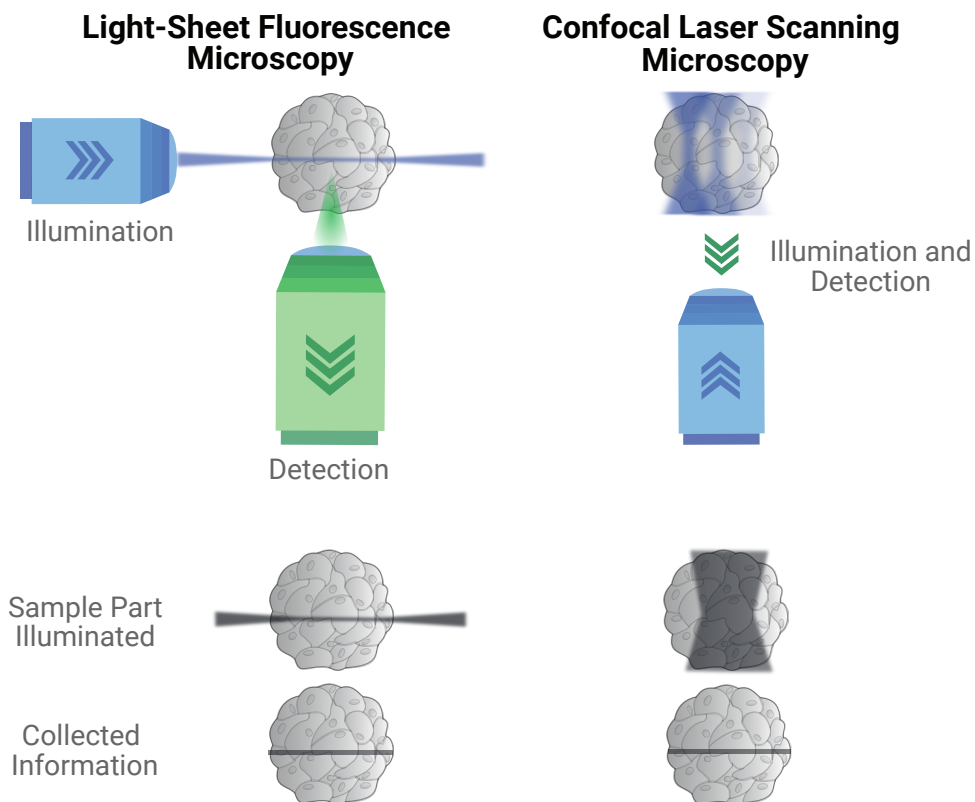 Light-Sheet Fluorescence
Microscopy
Confocal Laser Scanning
Microscopy
Illumination
Illumination and
Detection
Detection
Sample Part
Illuminated
Collected
Information